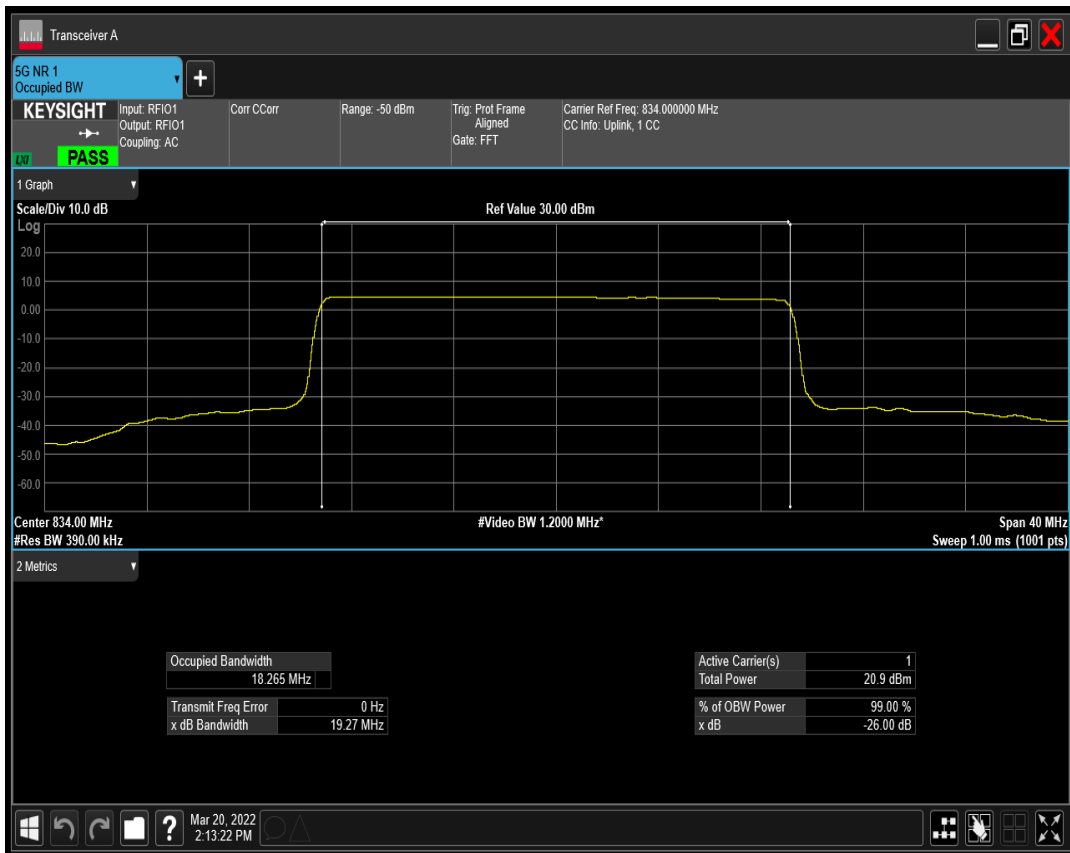 Transceiver A
5G NR 1
Occupied BW
+
KEYSIGHT
LXI
PASS
Input: RFIO1
Output: RFIO1
Coupling: AC
Corr CCorr
Range: -50 dBm
Trig: Prot Frame
Aligned
Gate: FFT
Carrier Ref Freq: 834.000000 MHz
CC Info: Uplink, 1 CC
1 Graph
Scale/Div 10.0 dB
Ref Value 30.00 dBm
Log
20.0
10.0
0.00
-10.0
-20.0
-30.0
-40.0
-50.0
-60.0
Center 834.00 MHz
#Video BW 1.2000 MHz*
Span 40 MHz
#Res BW 390.00 kHz
Sweep 1.00 ms (1001 pts)
2 Metrics
Occupied Bandwidth
18.265 MHz
Transmit Freq Error 0 Hz
x dB Bandwidth 19.27 MHz
Active Carrier(s) 1
Total Power 20.9 dBm
% of OBW Power 99.00 %
x dB -26.00 dB
?
Mar 20, 2022
2:13:22 PM